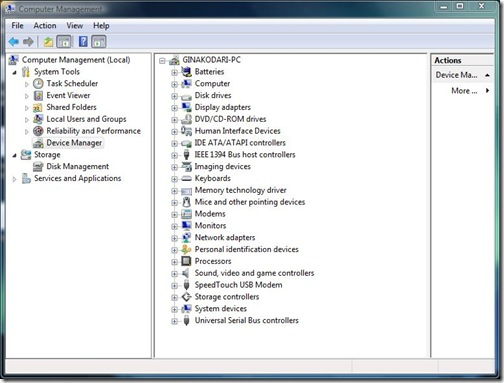 Computer Management
File Action View Help
Computer Management (Local)
System Tools
Task Scheduler
Event Viewer
Shared Folders
Local Users and Groups
Reliability and Performance
Device Manager
Storage
Disk Management
Services and Applications
GINAKODARI-PC
Batteries
Computer
Disk drives
Display adapters
DVD/CD-ROM drives
Human Interface Devices
IDE ATA/ATAPI controllers
IEEE 1394 Bus host controllers
Imaging devices
Keyboards
Memory technology driver
Mice and other pointing devices
Modems
Monitors
Network adapters
Personal identification devices
Processors
Sound, video and game controllers
SpeedTouch USB Modem
Storage controllers
System devices
Universal Serial Bus controllers
Actions
Device Ma...
More ...